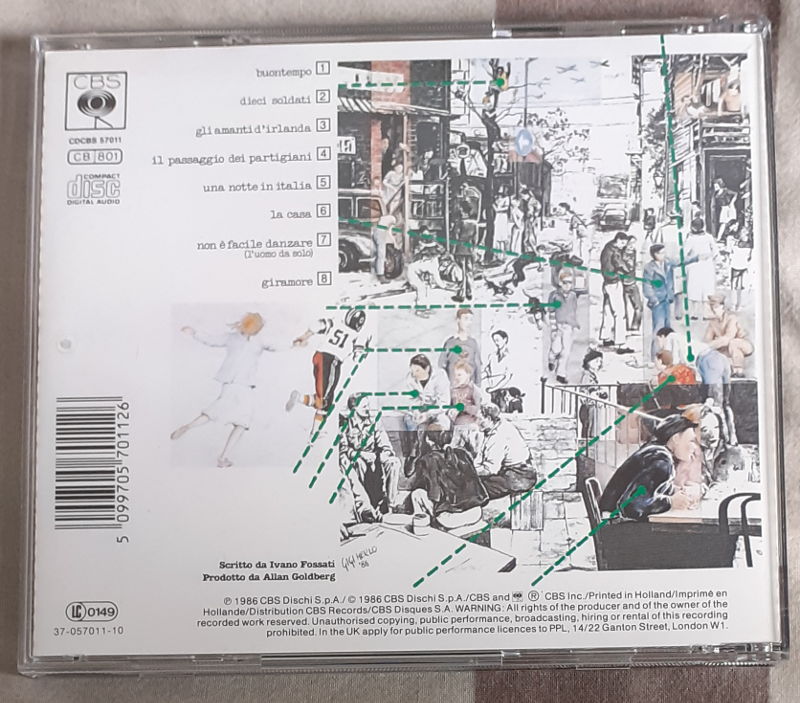 CBS
CDCBS 57011
CB 801
COMPACT
disc
DIGITAL AUDIO
buontempo 1
dieci soldati 2
gli amanti d'irlanda 3
il passaggio dei partigiani 4
una notte in italia 5
la casa 6
non è facile danzare 7
(l'uomo da solo)
giramore 8
51
5 099705 701126
Scritto da Ivano Fossati
Prodotto da Allan Goldberg
'86
LC 0149
37-057011-10
℗ 1986 CBS Dischi S.p.A./ © 1986 CBS Dischi S.p.A./CBS and ® CBS Inc./Printed in Holland/Imprimé en
Hollande/Distribution CBS Records/CBS Disques S.A. WARNING: All rights of the producer and of the owner of the
recorded work reserved. Unauthorised copying, public performance, broadcasting, hiring or rental of this recording
prohibited. In the UK apply for public performance licences to PPL, 14/22 Ganton Street, London W1.